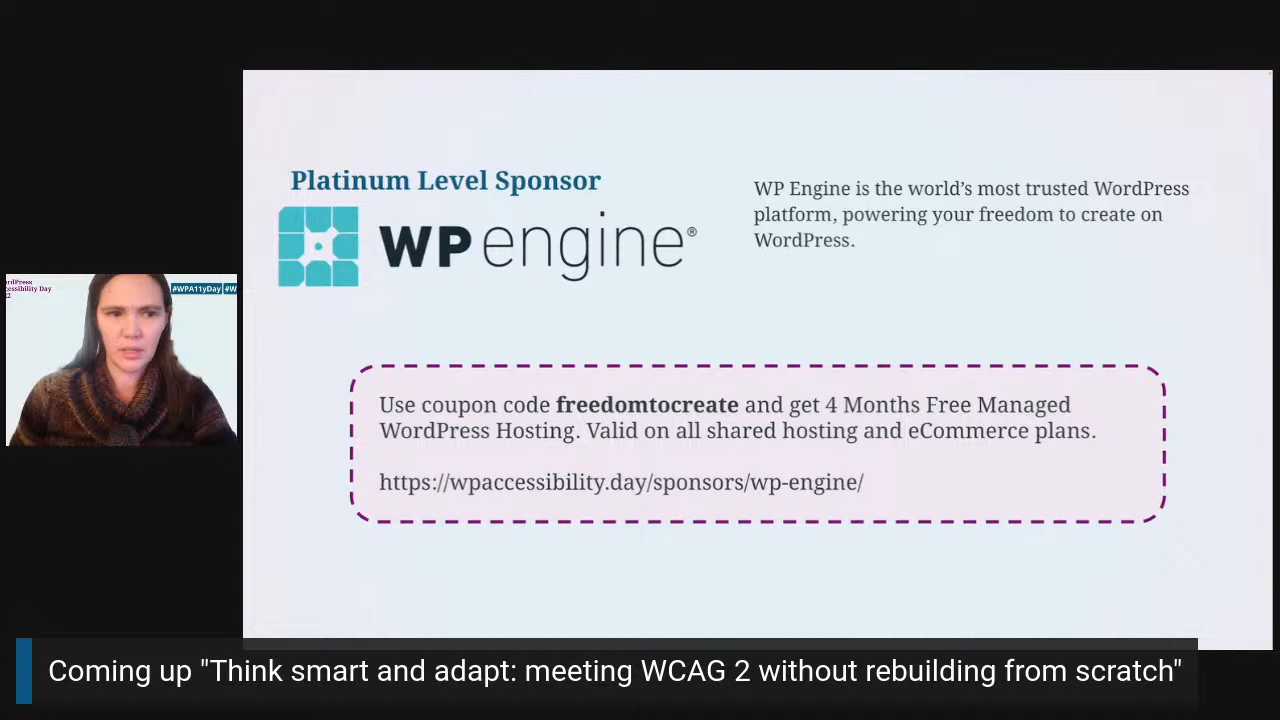 Platinum Level Sponsor
WP engine®
WP Engine is the world's most trusted WordPress
platform, powering your freedom to create on
WordPress.
ordPress
cessibility Day
#WPA11yDay #W
Use coupon code freedomtocreate and get 4 Months Free Managed
WordPress Hosting. Valid on all shared hosting and eCommerce plans.
https://wpaccessibility.day/sponsors/wp-engine/
Coming up "Think smart and adapt: meeting WCAG 2 without rebuilding from scratch"